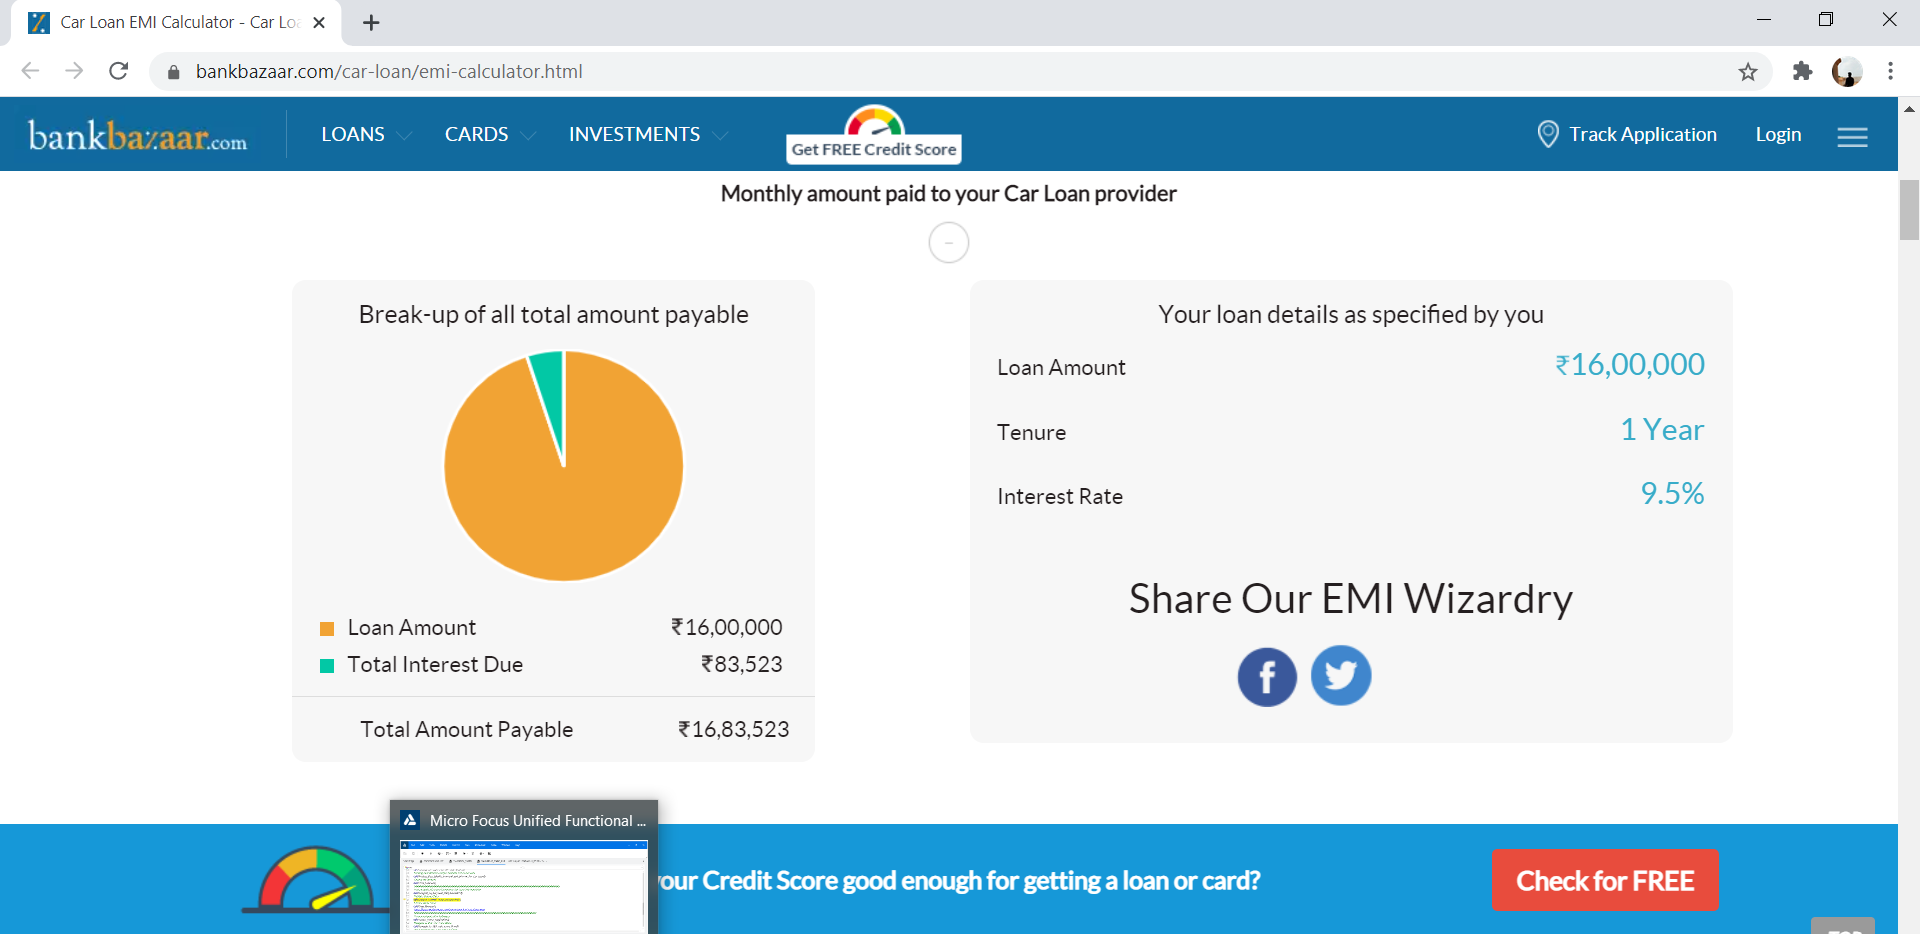 Car Loan EMI Calculator - Car Loa
bankbazaar.com/car-loan/emi-calculator.html
bankbazaar.com
LOANS
CARDS
INVESTMENTS
Get FREE Credit Score
Track Application
Login
Monthly amount paid to your Car Loan provider
-
Break-up of all total amount payable
Loan Amount ₹16,00,000
Total Interest Due ₹83,523
Total Amount Payable ₹16,83,523
Your loan details as specified by you
Loan Amount ₹16,00,000
Tenure 1 Year
Interest Rate 9.5%
Share Our EMI Wizardry
Micro Focus Unified Functional ...
your Credit Score good enough for getting a loan or card?
Check for FREE
TOP